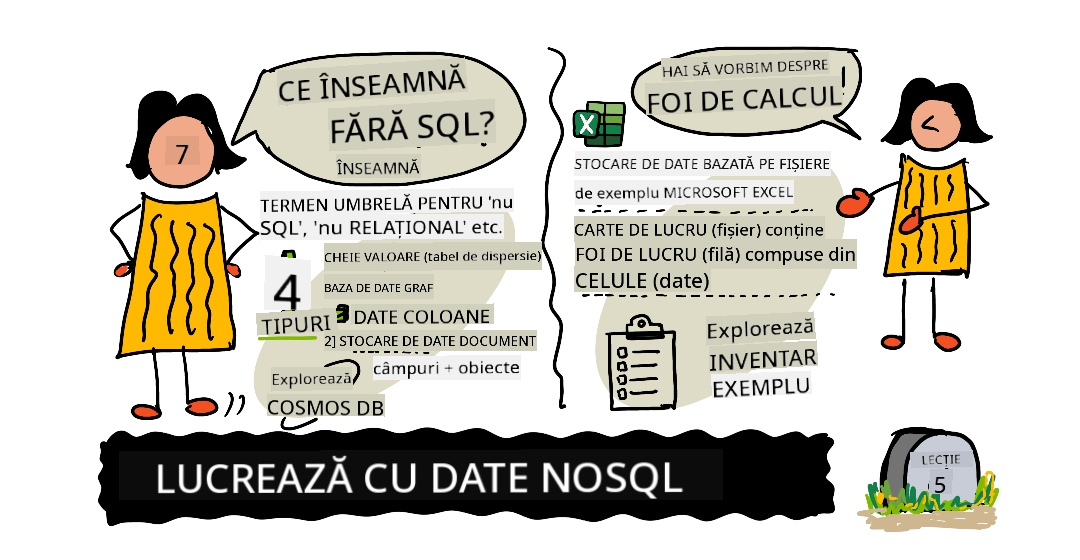 CE ÎNSEAMNĂ
FĂRĂ SQL?
ÎNSEAMNĂ
7
TERMEN UMBRELĂ PENTRU 'nu
SQL', 'nu RELAȚIONAL' etc.
4
TIPURI
CHEIE VALOARE (tabel de dispersie)
BAZA DE DATE GRAF
DATE COLOANE
2] STOCARE DE DATE DOCUMENT
câmpuri + obiecte
Explorează
COSMOS DB
HAI SĂ VORBIM DESPRE
FOI DE CALCUL!
X
STOCARE DE DATE BAZATĂ PE FIȘIERE
de exemplu MICROSOFT EXCEL
CARTE DE LUCRU (fișier) conține
FOI DE LUCRU (filă) compuse din
CELULE (date)
Explorează
INVENTAR
EXEMPLU
LUCREAZĂ CU DATE NOSQL
LECȚIE
5